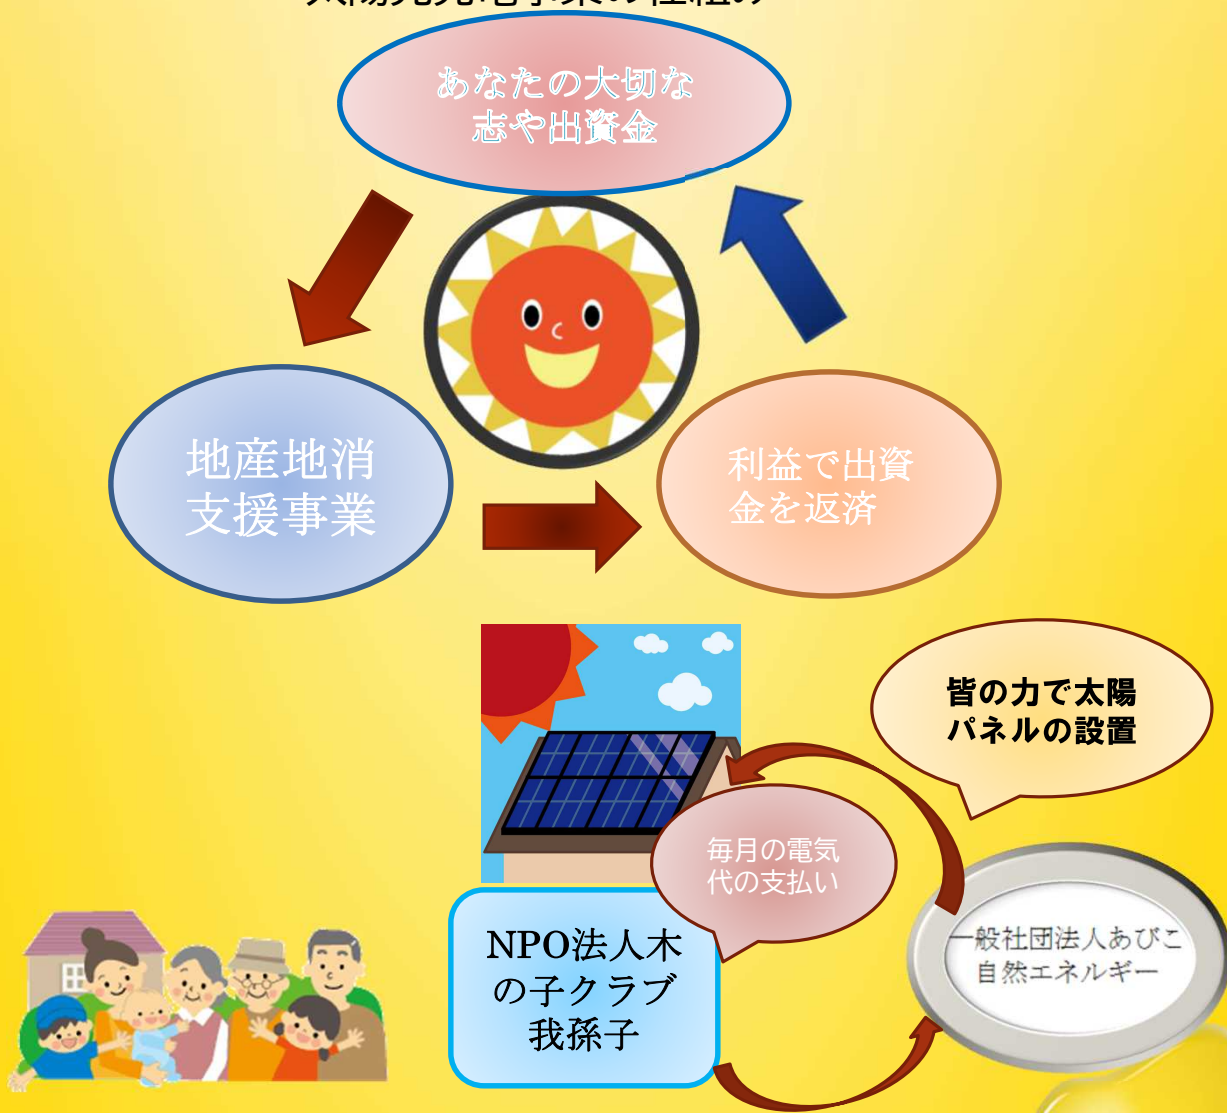 あなたの大切な
志や出資金
地産地消
支援事業
利益で出資
金を返済
皆の力で太陽
パネルの設置
毎月の電気
代の支払い
NPO法人木
の子クラブ
我孫子
一般社団法人あびこ
自然エネルギー